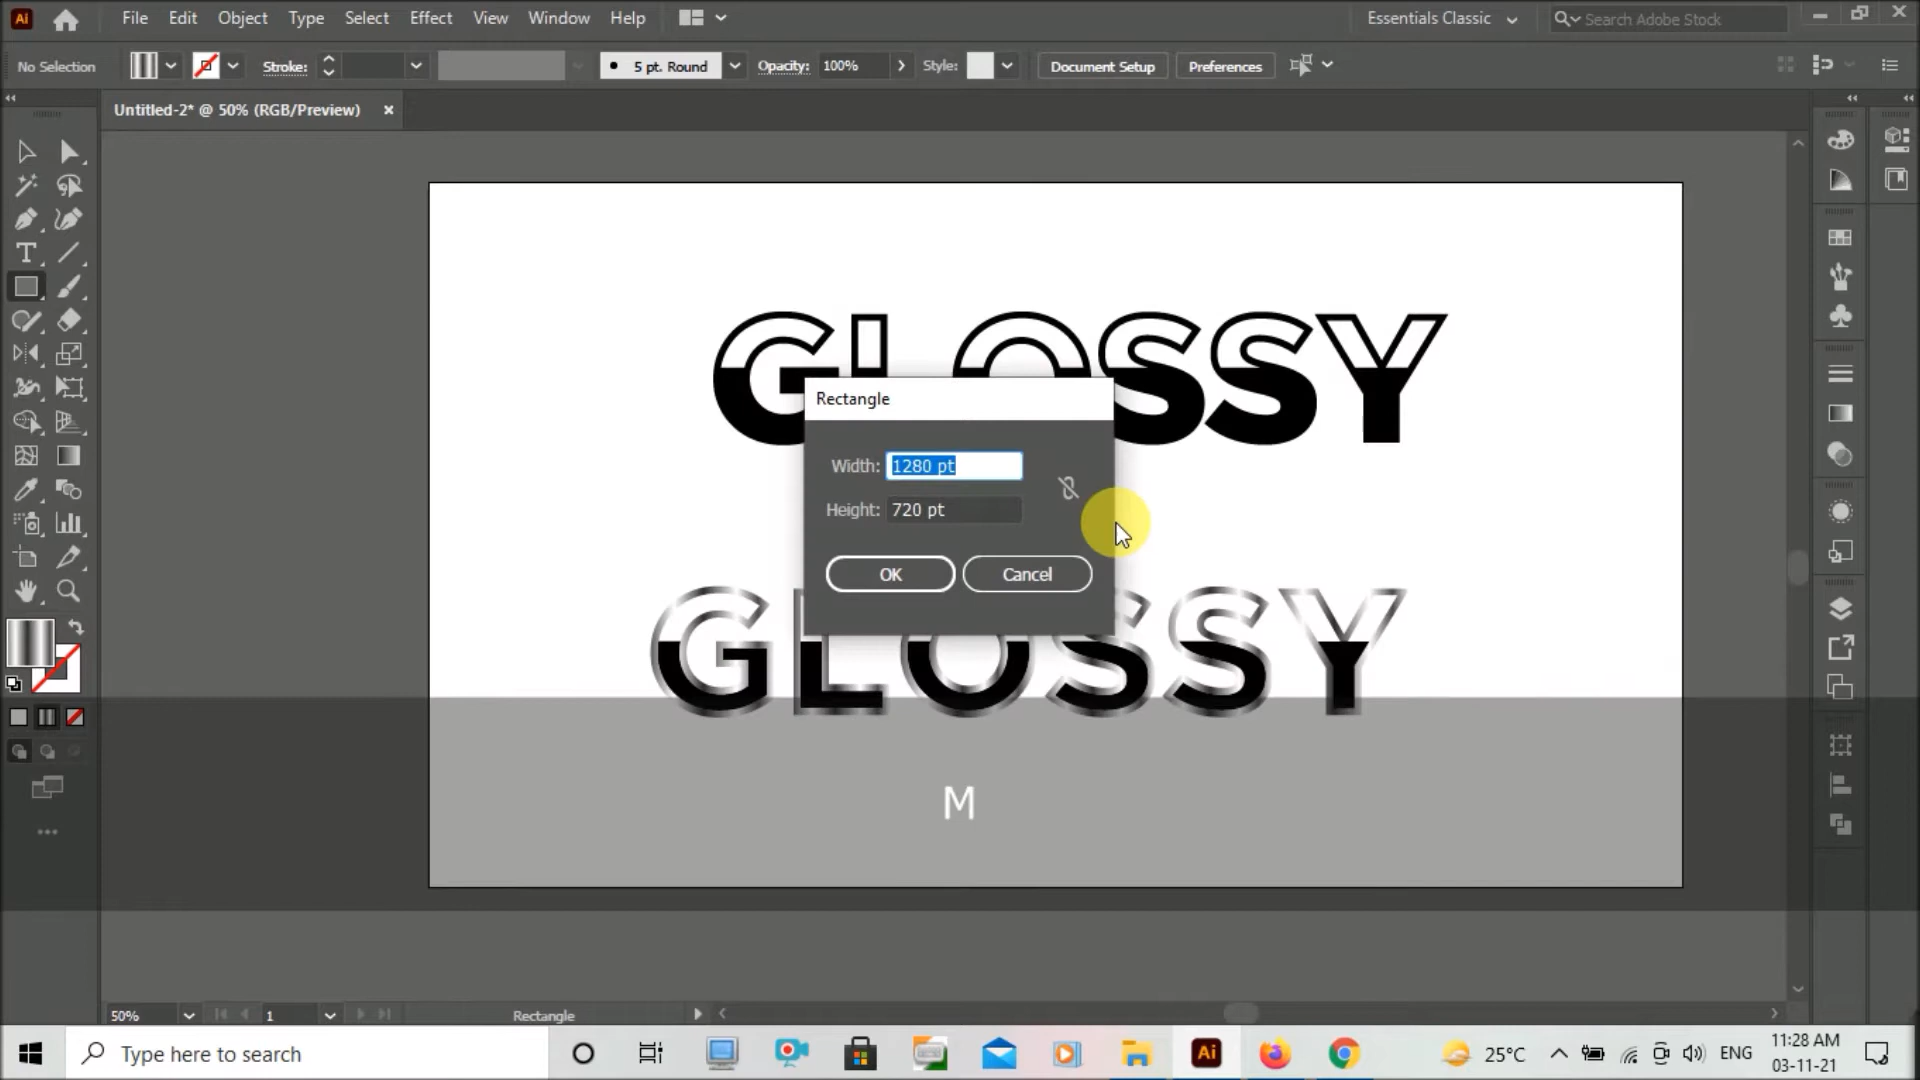 Ai File Edit Object Type Select Effect View Window Help Essentials Classic Search Adobe Stock
No Selection Stroke: 5 pt. Round Opacity: 100% Style: Document Setup Preferences
Untitled-2* @ 50% (RGB/Preview)
GLOSSY
Rectangle
Width: 1280 pt
Height: 720 pt
OK Cancel
GLOSSY
M
50% 1 Rectangle
Type here to search Ai 25°C ENG 11:28 AM
03-11-21